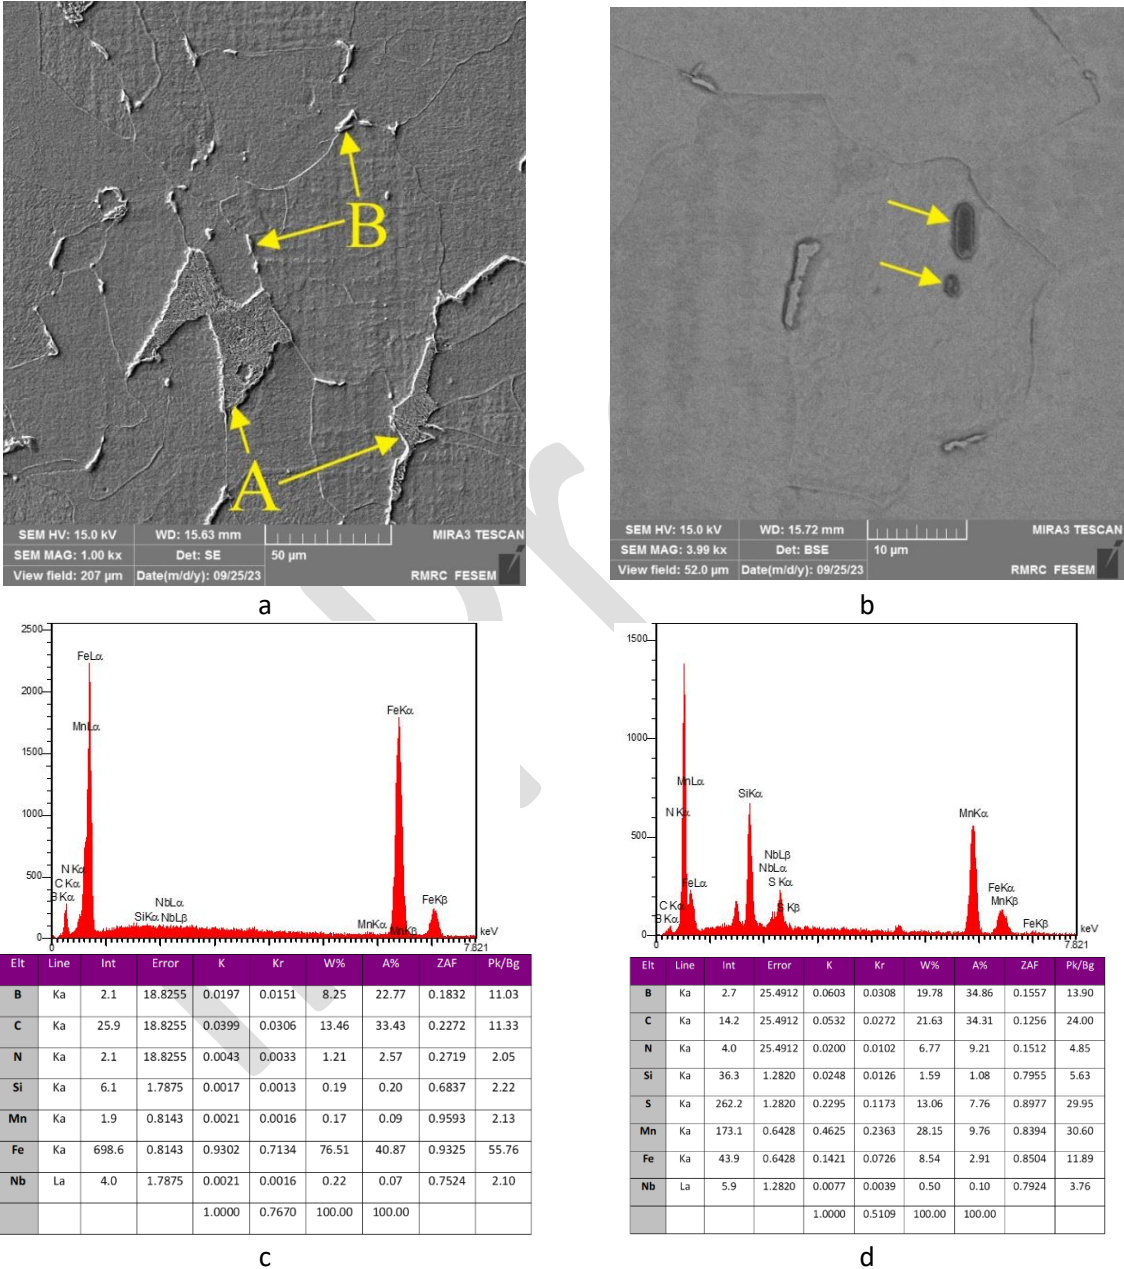 B
A
SEM HV: 15.0 kV WD: 15.63 mm MIRA3 TESCAN
SEM MAG: 1.00 kx Det: SE 50 µm
View field: 207 µm Date(m/d/y): 09/25/23 RMRC FESEM
a
SEM HV: 15.0 kV WD: 15.72 mm MIRA3 TESCAN
SEM MAG: 3.99 kx Det: BSE 10 µm
View field: 52.0 µm Date(m/d/y): 09/25/23 RMRC FESEM
b
2500
FeLα
2000
MnLα
FeKα
1500
1000
N Kα
C Kα
B Kα
500
NbLα
SiKα NbLβ
MnKα
MnKβ
FeKβ
0
0
keV
7.821
Elt Line Int Error K Kr W% A% ZAF Pk/Bg
B Ka 2.1 18.8255 0.0197 0.0151 8.25 22.77 0.1832 11.03
C Ka 25.9 18.8255 0.0399 0.0306 13.46 33.43 0.2272 11.33
N Ka 2.1 18.8255 0.0043 0.0033 1.21 2.57 0.2719 2.05
Si Ka 6.1 1.7875 0.0017 0.0013 0.19 0.20 0.6837 2.22
Mn Ka 1.9 0.8143 0.0021 0.0016 0.17 0.09 0.9593 2.13
Fe Ka 698.6 0.8143 0.9302 0.7134 76.51 40.87 0.9325 55.76
Nb La 4.0 1.7875 0.0021 0.0016 0.22 0.07 0.7524 2.10
1.0000 0.7670 100.00 100.00
c
1500
1000
MnLα
N Kα
SiKα
MnKα
500
NbLβ
NbLα
S Kα
S Kβ
FeLα
C Kα
B Kα
FeKα
MnKβ
FeKβ
0
0
keV
7.821
Elt Line Int Error K Kr W% A% ZAF Pk/Bg
B Ka 2.7 25.4912 0.0603 0.0308 19.78 34.86 0.1557 13.90
C Ka 14.2 25.4912 0.0532 0.0272 21.63 34.31 0.1256 24.00
N Ka 4.0 25.4912 0.0200 0.0102 6.77 9.21 0.1512 4.85
Si Ka 36.3 1.2820 0.0248 0.0126 1.59 1.08 0.7955 5.63
S Ka 262.2 1.2820 0.2295 0.1173 13.06 7.76 0.8977 29.95
Mn Ka 173.1 0.6428 0.4625 0.2363 28.15 9.76 0.8394 30.60
Fe Ka 43.9 0.6428 0.1421 0.0726 8.54 2.91 0.8504 11.89
Nb La 5.9 1.2820 0.0077 0.0039 0.50 0.10 0.7924 3.76
1.0000 0.5109 100.00 100.00
d